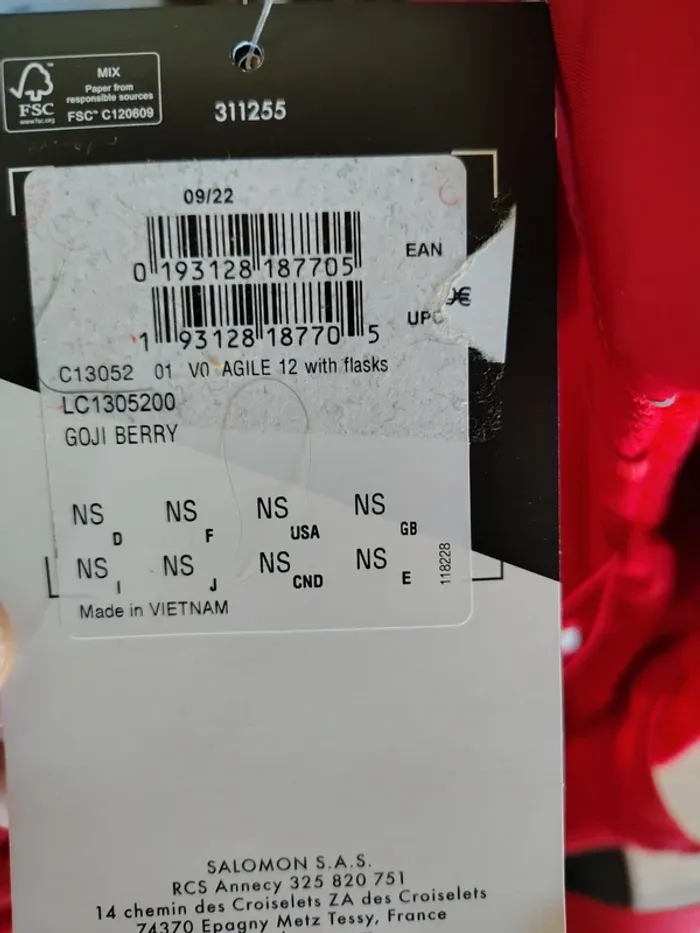 MIX
Paper from
responsible sources
FSC™ C120609
FSC
www.fsc.org
311255
09/22
0 193128 187705
EAN
€
1 93128 18770 5
UPC
C13052 01 V0 AGILE 12 with flasks
LC1305200
GOJI BERRY
NS D NS F NS USA NS GB
NS I NS J NS CND NS E
118228
Made in VIETNAM
SALOMON S.A.S.
RCS Annecy 325 820 751
14 chemin des Croiselets ZA des Croiselets
74370 Epagny Metz Tessy, France